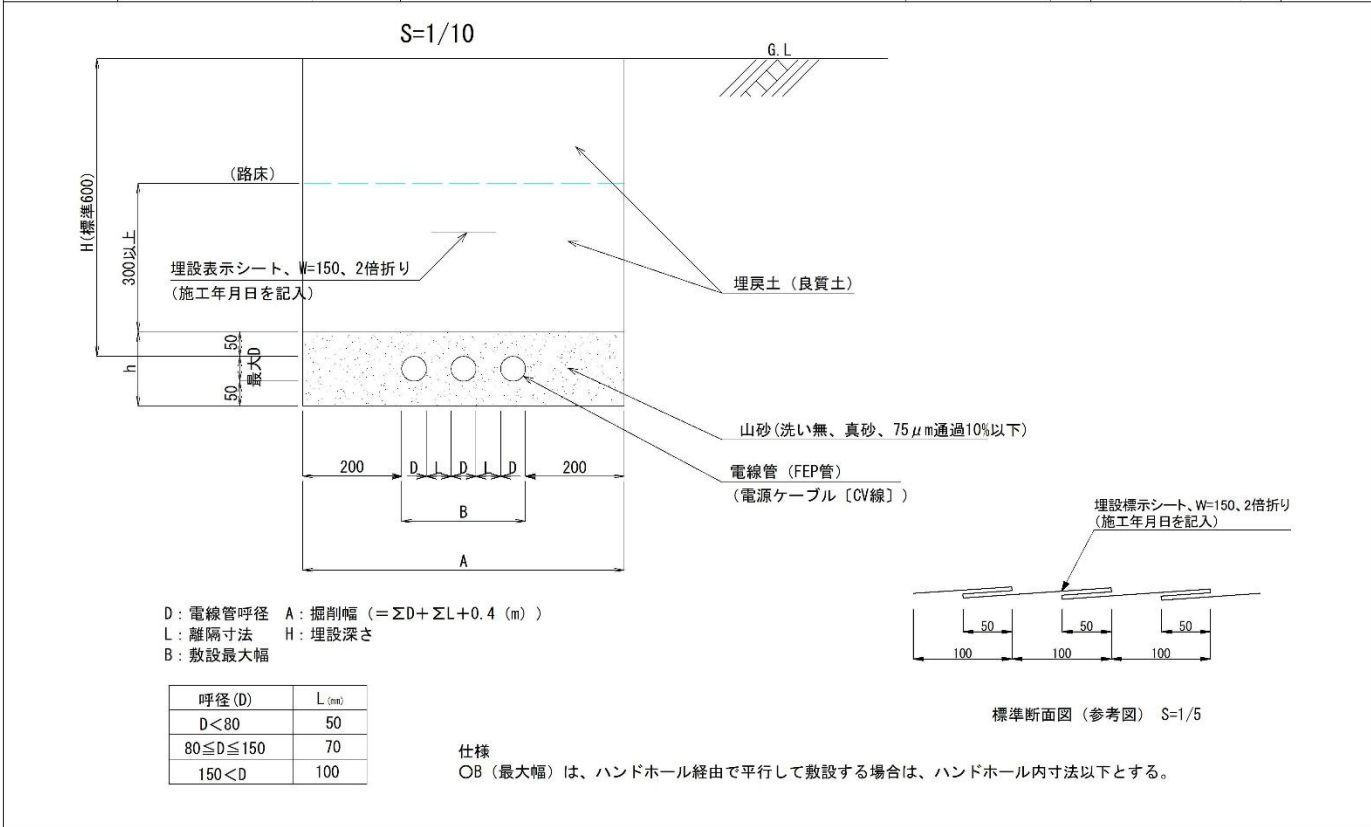 S=1/10
G.L
H(標準600)
(路床)
300以上
埋設表示シート、W=150、2倍折り
(施工年月日を記入)
埋戻土（良質土）
50
最大D
50
h
山砂(洗い無、真砂、75μm通過10%以下)
電線管（FEP管）
(電源ケーブル〔CV線〕)
200 D L D L D 200
B
A
埋設標示シート、W=150、2倍折り
(施工年月日を記入)
50 50 50
100 100 100
標準断面図（参考図） S=1/5
D：電線管呼径 A：掘削幅（＝ΣD＋ΣL＋0.4（m））
L：離隔寸法 H：埋設深さ
B：敷設最大幅
呼径(D) L(mm)
D＜80 50
80≦D≦150 70
150＜D 100
仕様
○B（最大幅）は、ハンドホール経由で平行して敷設する場合は、ハンドホール内寸法以下とする。